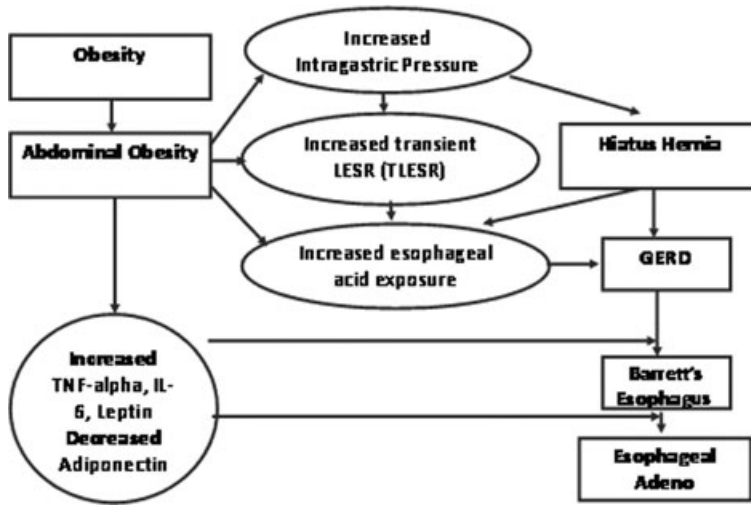 Obesity
Increased
Intragastric Pressure
Abdominal Obesity
Increased transient
LESR (TLESR)
Hiatus Hernia
Increased esophageal
acid exposure
GERD
Increased
TNF-alpha, IL-
6, Leptin
Decreased
Adiponectin
Barrett's
Esophagus
Esophageal
Adeno